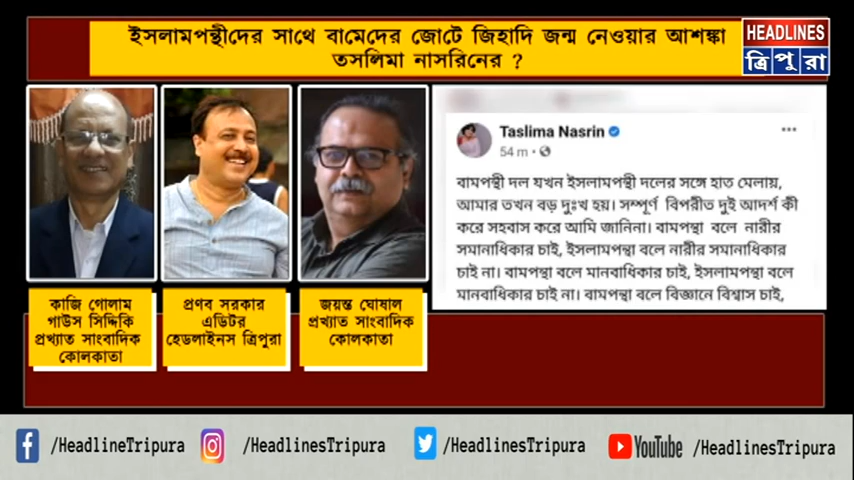 ইসলামপন্থীদের সাথে বামেদের জোটে জিহাদি জন্ম নেওয়ার আশঙ্কা
তসলিমা নাসরিনের ?
HEADLINES
ত্রিপুরা
Taslima Nasrin
54 m
বামপন্থী দল যখন ইসলামপন্থী দলের সঙ্গে হাত মেলায়,
আমার তখন বড় দুঃখ হয়। সম্পূর্ণ বিপরীত দুই আদর্শ কী
করে সহবাস করে আমি জানিনা। বামপন্থা বলে নারীর
সমানাধিকার চাই, ইসলামপন্থা বলে নারীর সমানাধিকার
চাই না। বামপন্থা বলে মানবাধিকার চাই, ইসলামপন্থা বলে
মানবাধিকার চাই না। বামপন্থা বলে বিজ্ঞানে বিশ্বাস চাই,
কাজি গোলাম
গাউস সিদ্দিকি
প্রখ্যাত সাংবাদিক
কোলকাতা
প্রণব সরকার
এডিটর
হেডলাইনস ত্রিপুরা
জয়ন্ত ঘোষাল
প্রখ্যাত সাংবাদিক
কোলকাতা
/HeadlineTripura
/HeadlinesTripura
/HeadlinesTripura
YouTube /HeadlinesTripura